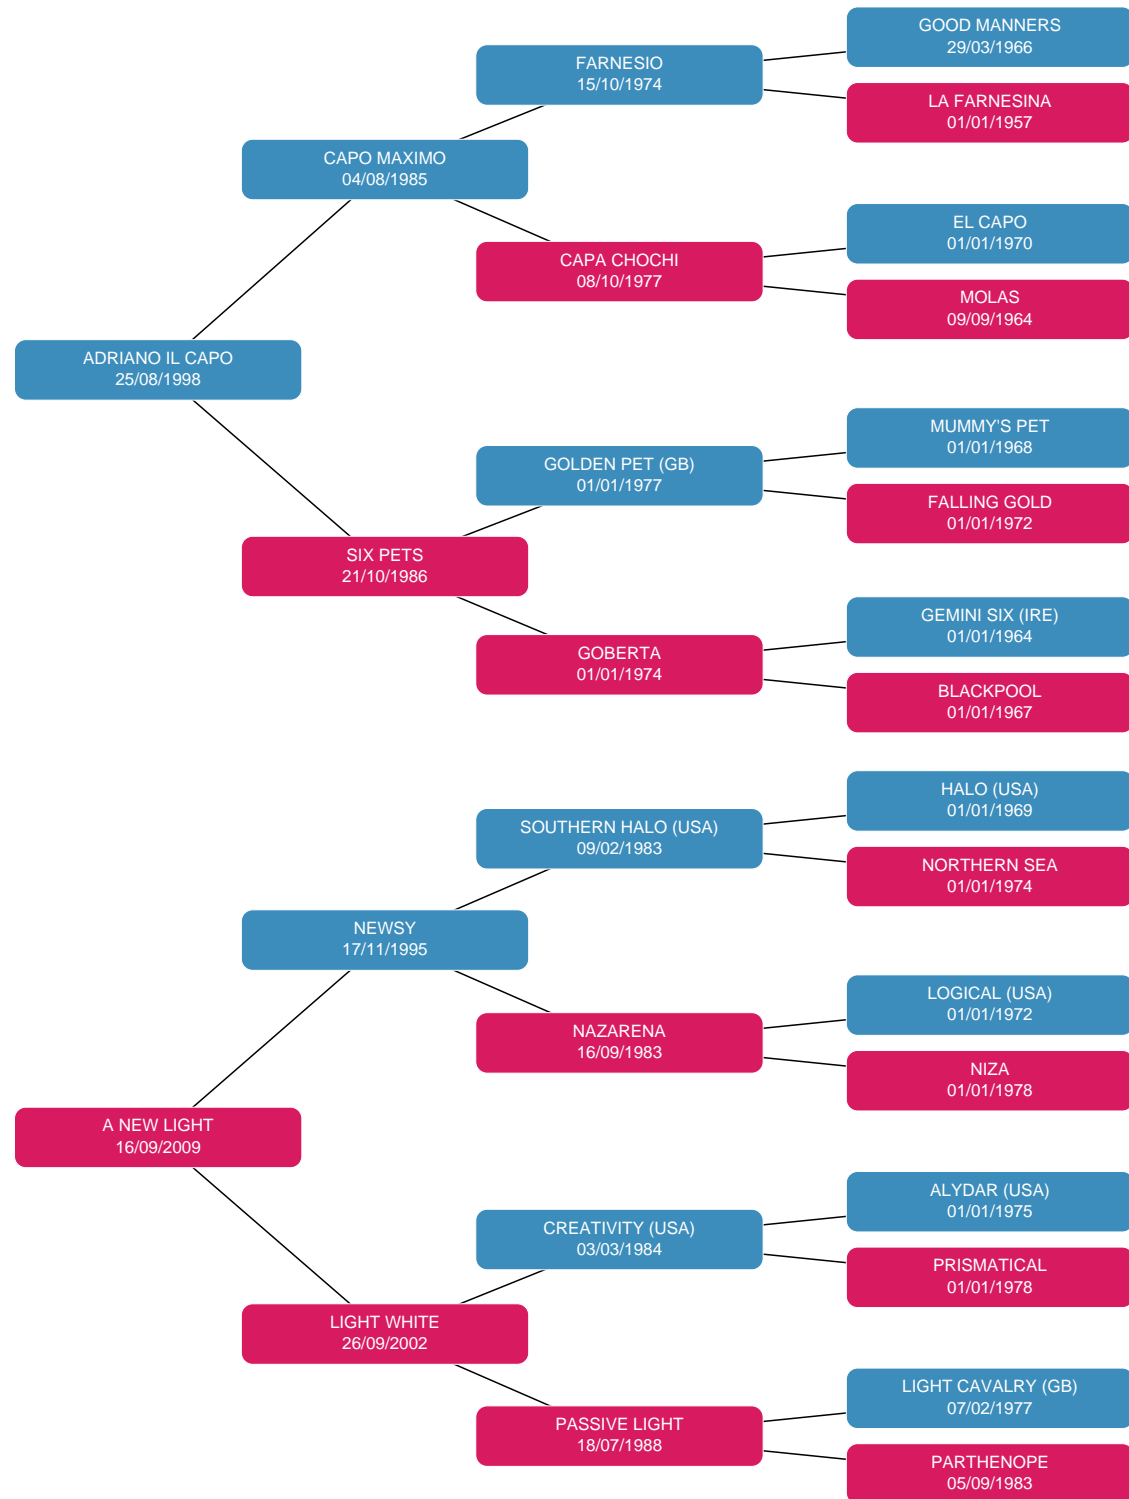 GOOD MANNERS
29/03/1966
FARNESIO
15/10/1974
LA FARNESINA
01/01/1957
CAPO MAXIMO
04/08/1985
EL CAPO
01/01/1970
CAPA CHOCHI
08/10/1977
MOLAS
09/09/1964
ADRIANO IL CAPO
25/08/1998
MUMMY'S PET
01/01/1968
GOLDEN PET (GB)
01/01/1977
FALLING GOLD
01/01/1972
SIX PETS
21/10/1986
GEMINI SIX (IRE)
01/01/1964
GOBERTA
01/01/1974
BLACKPOOL
01/01/1967
HALO (USA)
01/01/1969
SOUTHERN HALO (USA)
09/02/1983
NORTHERN SEA
01/01/1974
NEWSY
17/11/1995
LOGICAL (USA)
01/01/1972
NAZARENA
16/09/1983
NIZA
01/01/1978
A NEW LIGHT
16/09/2009
ALYDAR (USA)
01/01/1975
CREATIVITY (USA)
03/03/1984
PRISMATICAL
01/01/1978
LIGHT WHITE
26/09/2002
LIGHT CAVALRY (GB)
07/02/1977
PASSIVE LIGHT
18/07/1988
PARTHENOPE
05/09/1983